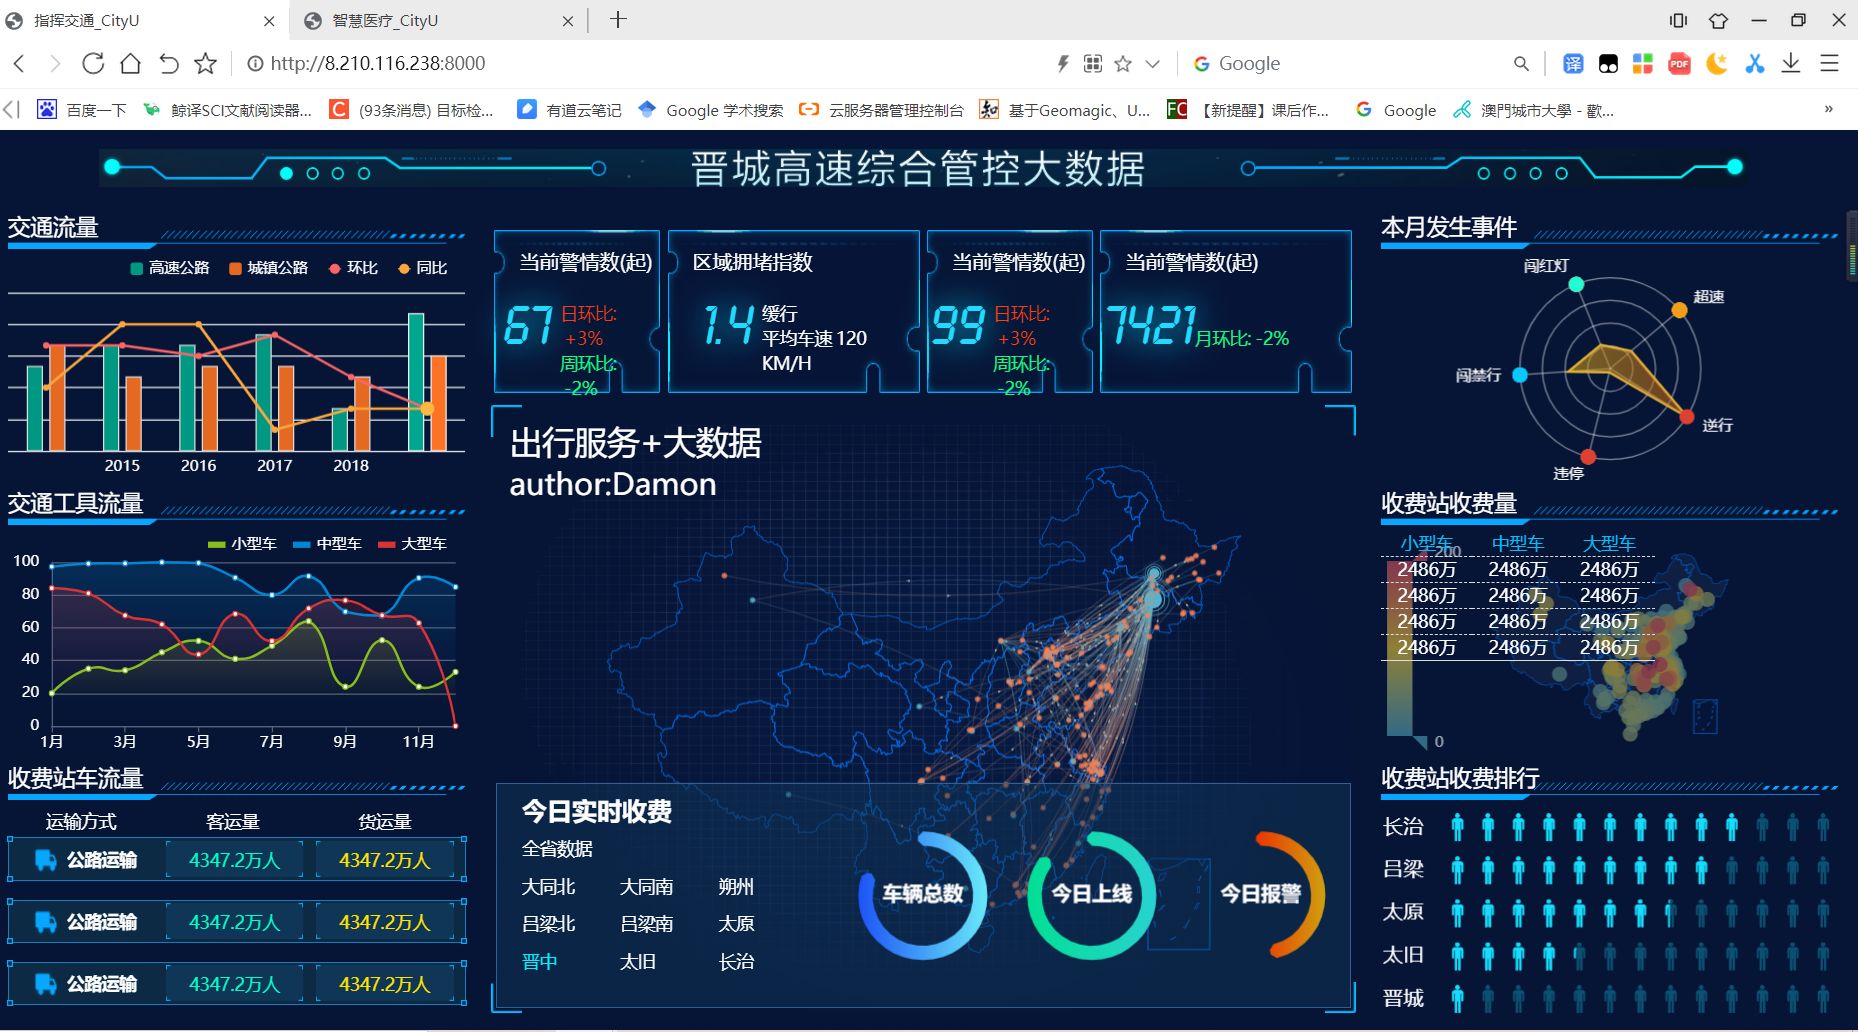 指挥交通_CityU
智慧医疗_CityU
http://8.210.116.238:8000
Google
百度一下
鲸译SCI文献阅读器...
(93条消息) 目标检...
有道云笔记
Google 学术搜索
云服务器管理控制台
基于Geomagic、U...
【新提醒】课后作...
Google
澳門城市大學 - 歡...
晋城高速综合管控大数据
交通流量
高速公路 城镇公路 环比 同比
2015 2016 2017 2018
交通工具流量
小型车 中型车 大型车
100
80
60
40
20
0
1月 3月 5月 7月 9月 11月
收费站车流量
运输方式 客运量 货运量
公路运输 4347.2万人 4347.2万人
公路运输 4347.2万人 4347.2万人
公路运输 4347.2万人 4347.2万人
当前警情数(起)
67
日环比:
+3%
周环比:
-2%
区域拥堵指数
1.4
缓行
平均车速 120
KM/H
当前警情数(起)
99
日环比:
+3%
周环比:
-2%
当前警情数(起)
7421
月环比: -2%
出行服务+大数据
author:Damon
今日实时收费
全省数据
大同北 大同南 朔州
吕梁北 吕梁南 太原
晋中 太旧 长治
车辆总数
今日上线
今日报警
本月发生事件
闯红灯
超速
闯禁行
逆行
违停
收费站收费量
小型车 中型车 大型车
200
2486万 2486万 2486万
2486万 2486万 2486万
2486万 2486万 2486万
2486万 2486万 2486万
0
收费站收费排行
长治
吕梁
太原
太旧
晋城